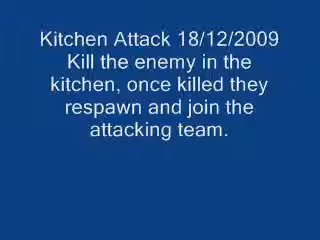 Kitchen Attack 18/12/2009
Kill the enemy in the
kitchen, once killed they
respawn and join the
attacking team.